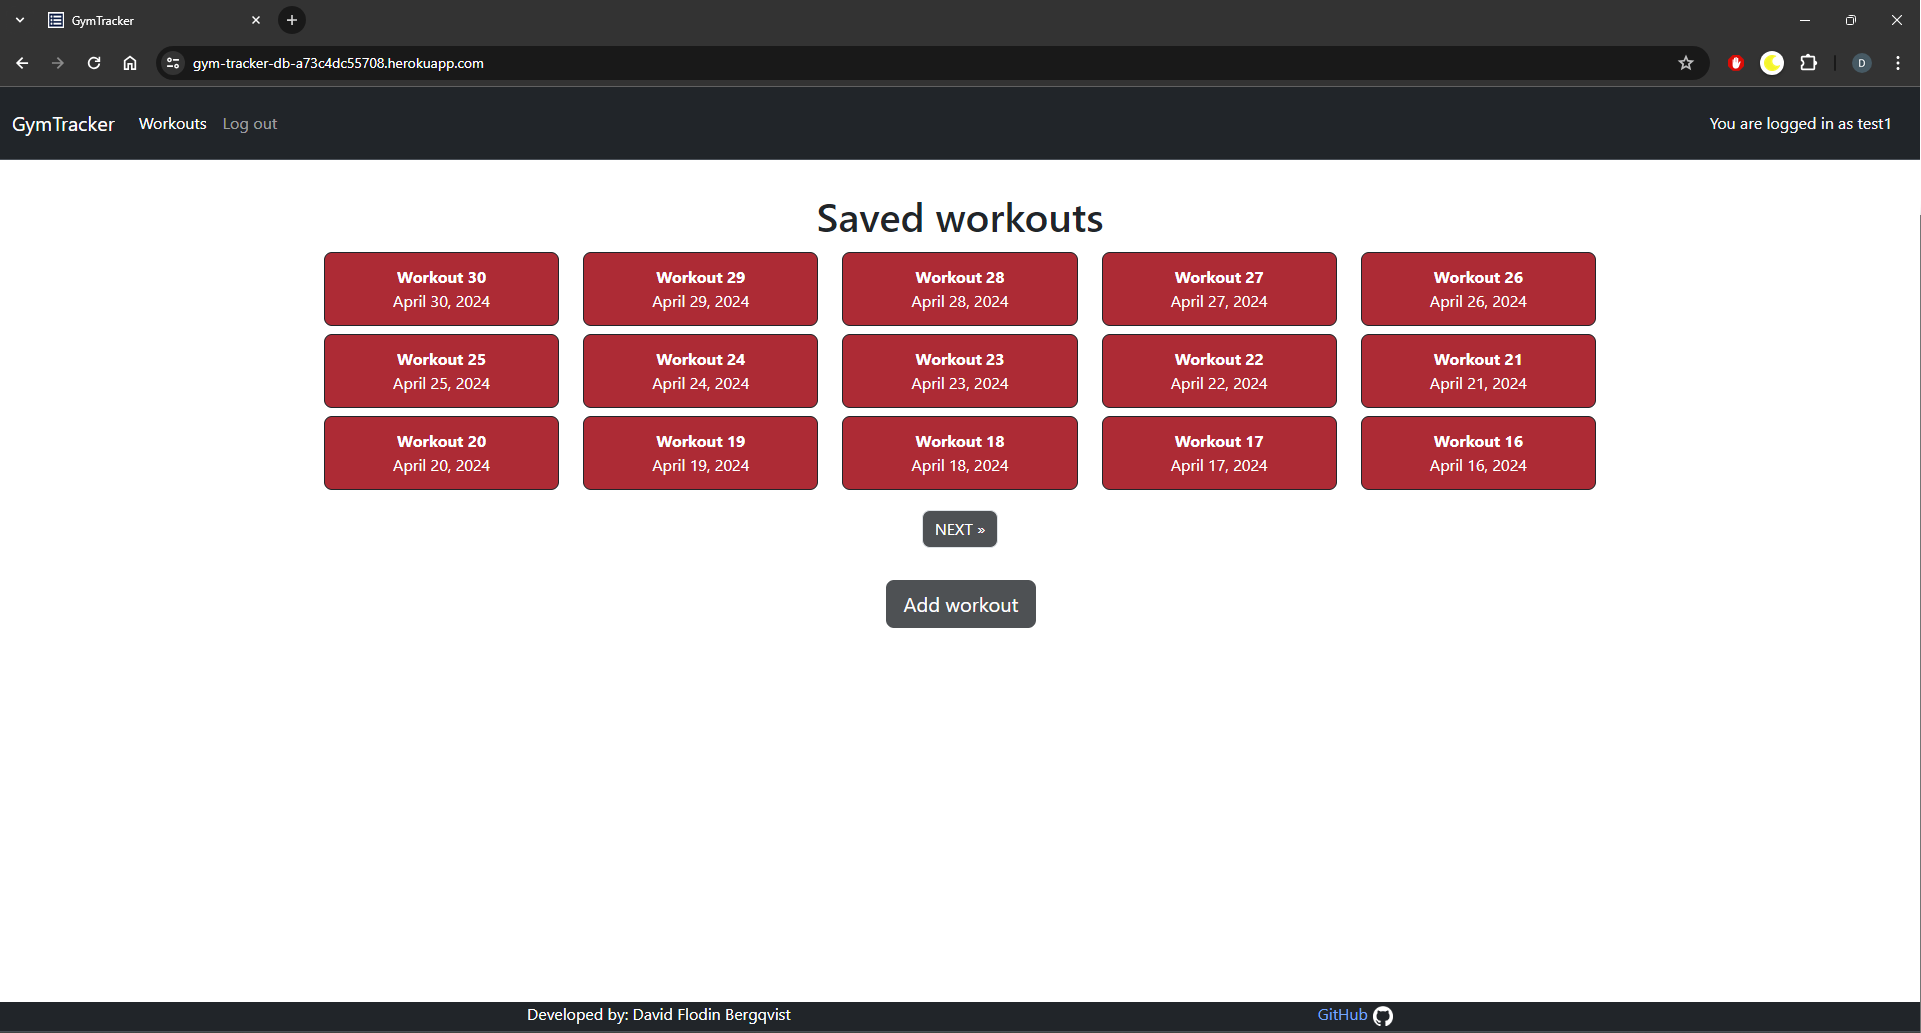 GymTracker
gym-tracker-db-a73c4dc55708.herokuapp.com
D
GymTracker Workouts Log out You are logged in as test1
Saved workouts
Workout 30
April 30, 2024
Workout 29
April 29, 2024
Workout 28
April 28, 2024
Workout 27
April 27, 2024
Workout 26
April 26, 2024
Workout 25
April 25, 2024
Workout 24
April 24, 2024
Workout 23
April 23, 2024
Workout 22
April 22, 2024
Workout 21
April 21, 2024
Workout 20
April 20, 2024
Workout 19
April 19, 2024
Workout 18
April 18, 2024
Workout 17
April 17, 2024
Workout 16
April 16, 2024
NEXT »
Add workout
Developed by: David Flodin Bergqvist GitHub